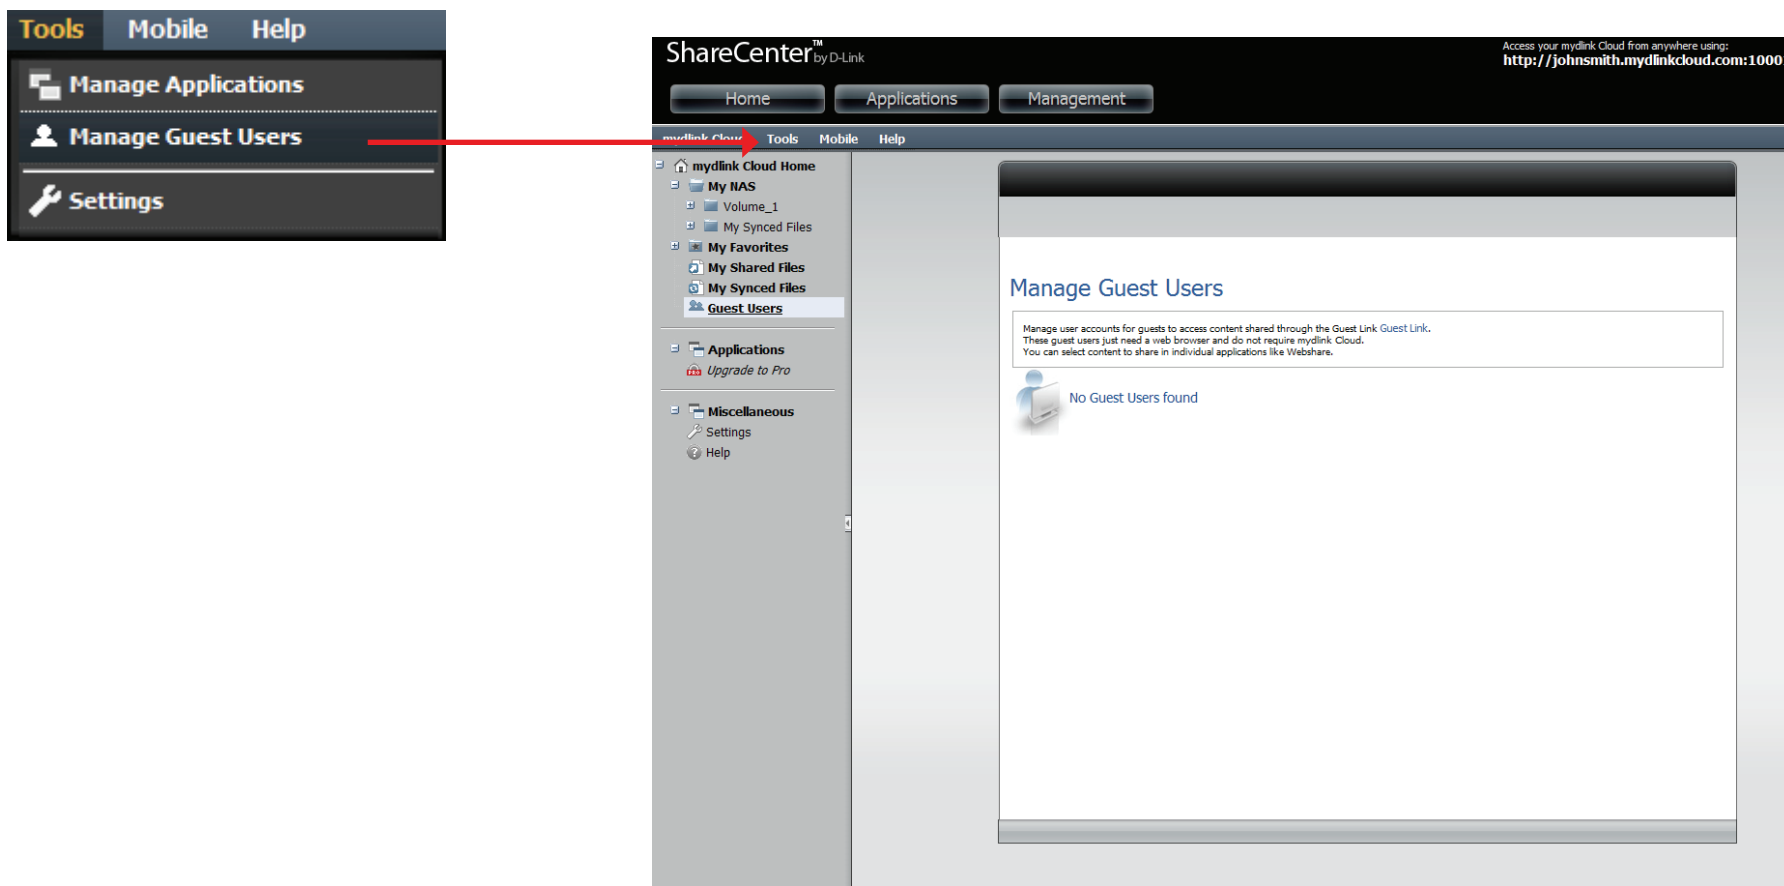 Tools Mobile Help
Manage Applications
Manage Guest Users
Settings
ShareCenter™ by D-Link
Access your mydlink Cloud from anywhere using:
http://johnsmith.mydlinkcloud.com:1000
Home Applications Management
mydlink Cloud Tools Mobile Help
mydlink Cloud Home
My NAS
Volume_1
My Synced Files
My Favorites
My Shared Files
My Synced Files
Guest Users
Applications
Upgrade to Pro
Miscellaneous
Settings
Help
Manage Guest Users
Manage user accounts for guests to access content shared through the Guest Link Guest Link.
These guest users just need a web browser and do not require mydlink Cloud.
You can select content to share in individual applications like Webshare.
No Guest Users found